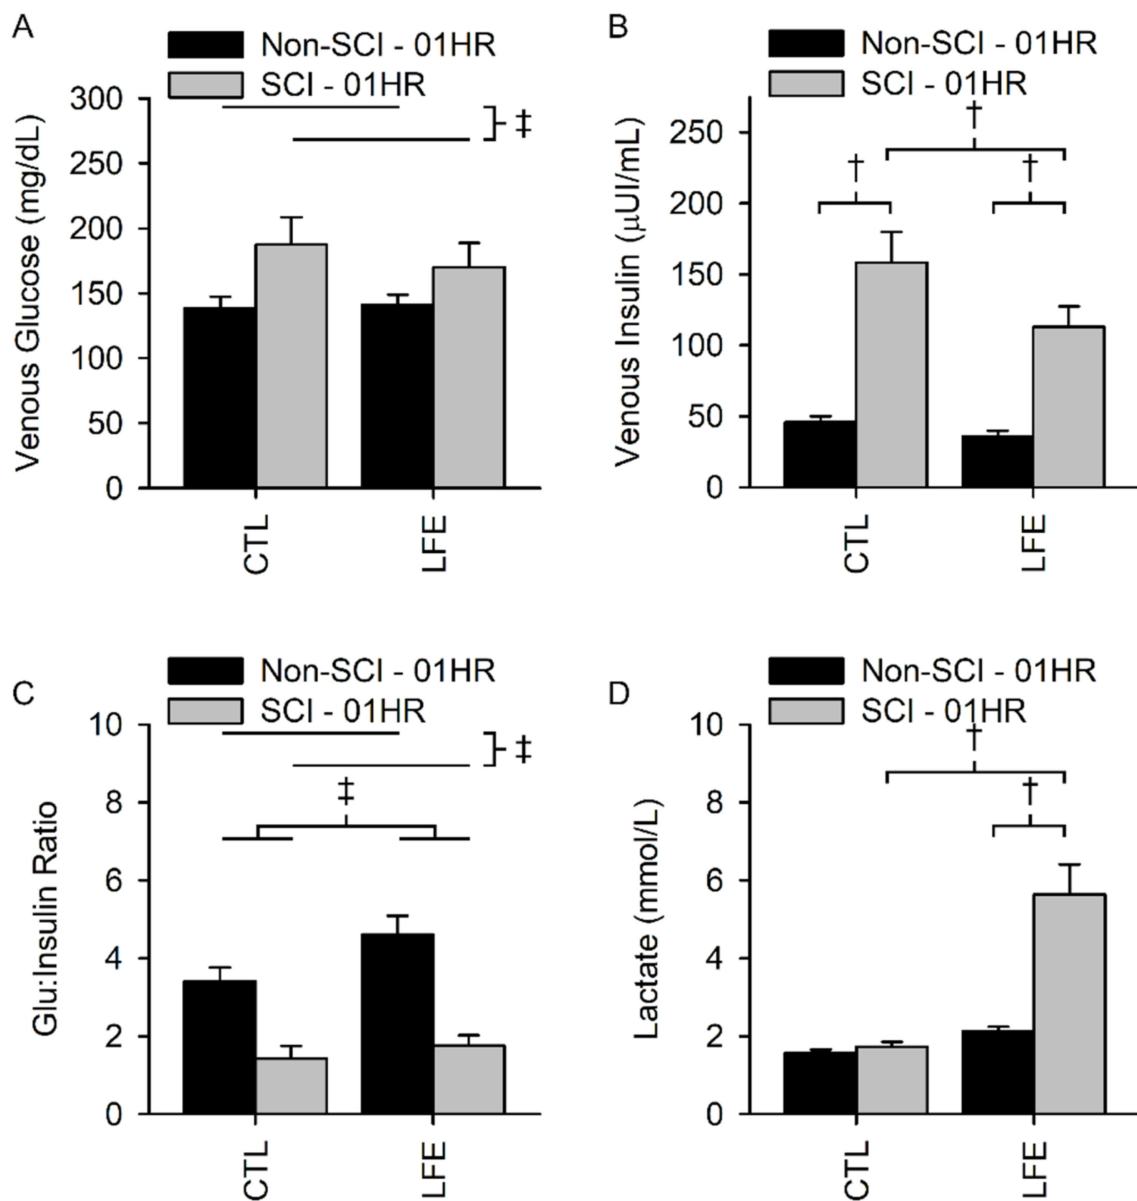 A
Non-SCI - 01HR
SCI - 01HR
300
250
200
150
100
50
0
Venous Glucose (mg/dL)
‡
CTL
LFE
B
Non-SCI - 01HR
SCI - 01HR
250
200
150
100
50
0
Venous Insulin (μUI/mL)
†
†
†
CTL
LFE
C
Non-SCI - 01HR
SCI - 01HR
10
8
6
4
2
0
Glu:Insulin Ratio
‡
‡
CTL
LFE
D
Non-SCI - 01HR
SCI - 01HR
10
8
6
4
2
0
Lactate (mmol/L)
†
†
CTL
LFE